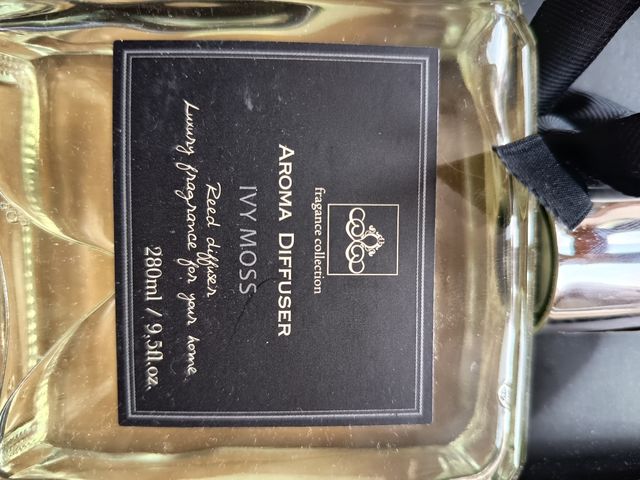 fragance collection
AROMA DIFFUSER
IVY MOSS
Reed diffuser
Luxury fragrance for your home
280ml / 9,5fl.oz.